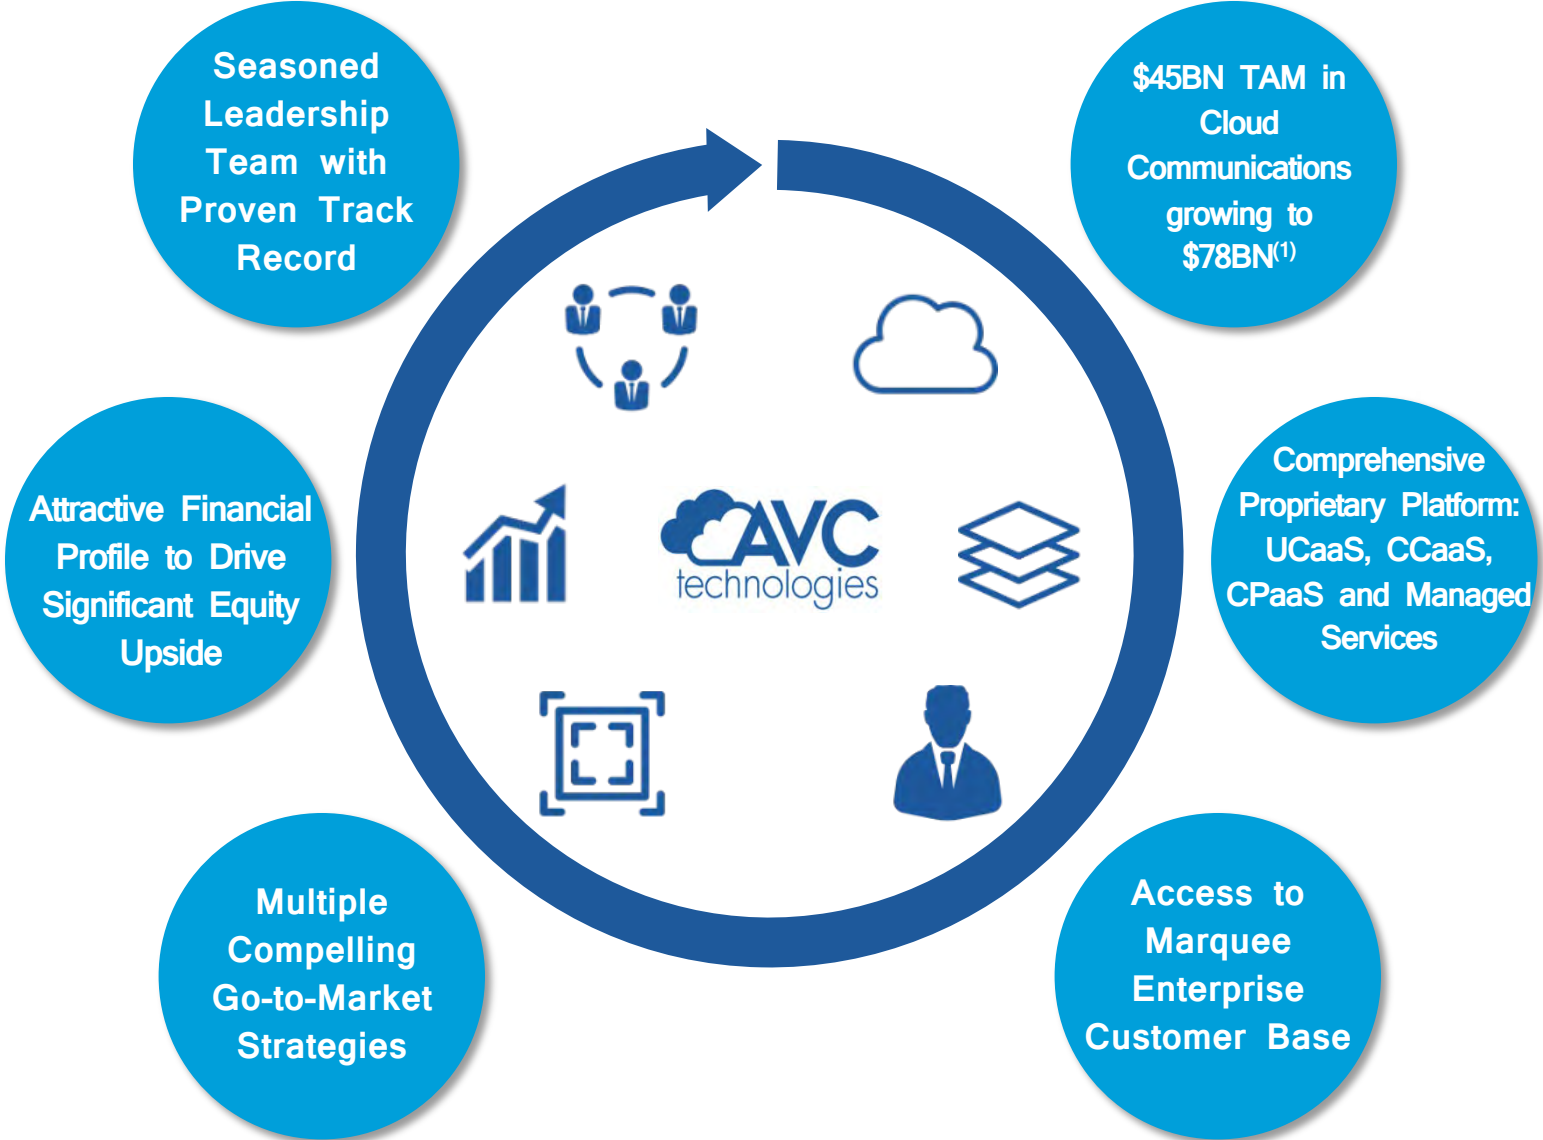 Seasoned
Leadership
Team with
Proven Track
Record
$45BN TAM in
Cloud
Communications
growing to
$78BN(1)
Attractive Financial
Profile to Drive
Significant Equity
Upside
AVC
technologies
Comprehensive
Proprietary Platform:
UCaaS, CCaaS,
CPaaS and Managed
Services
Multiple
Compelling
Go-to-Market
Strategies
Access to
Marquee
Enterprise
Customer Base